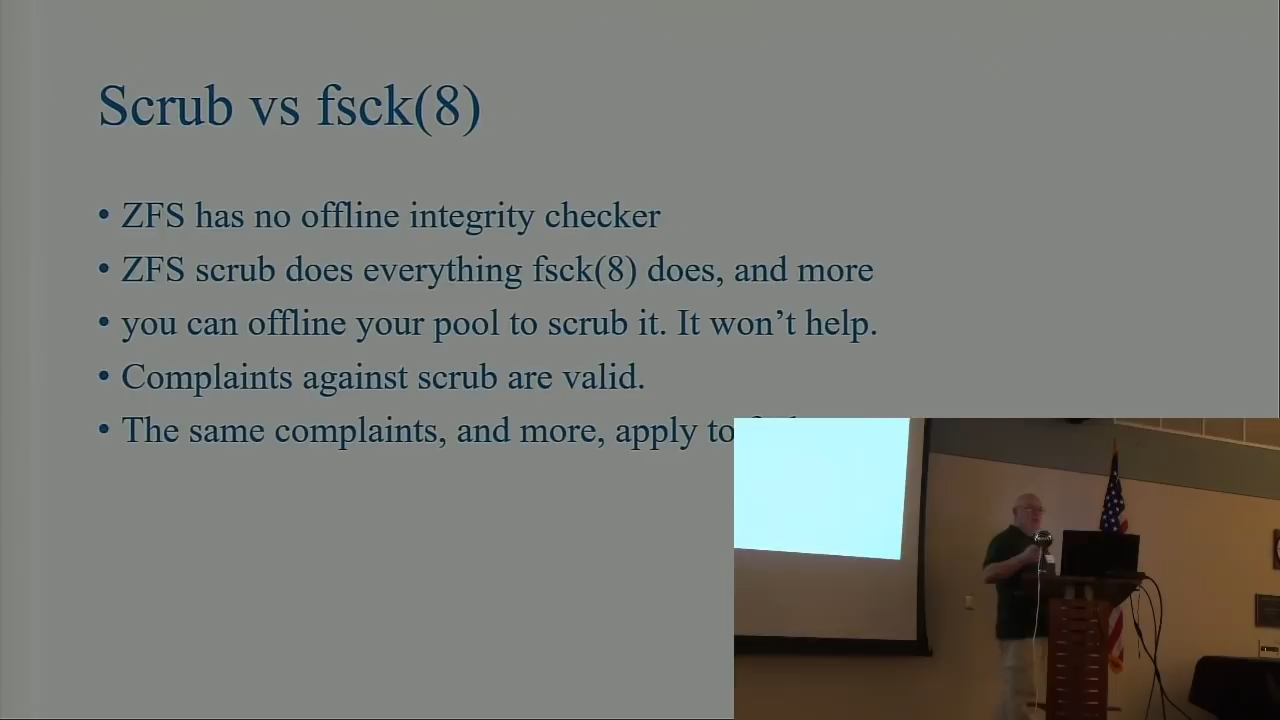 Scrub vs fsck(8)
• ZFS has no offline integrity checker
• ZFS scrub does everything fsck(8) does, and more
• you can offline your pool to scrub it. It won’t help.
• Complaints against scrub are valid.
• The same complaints, and more, apply to